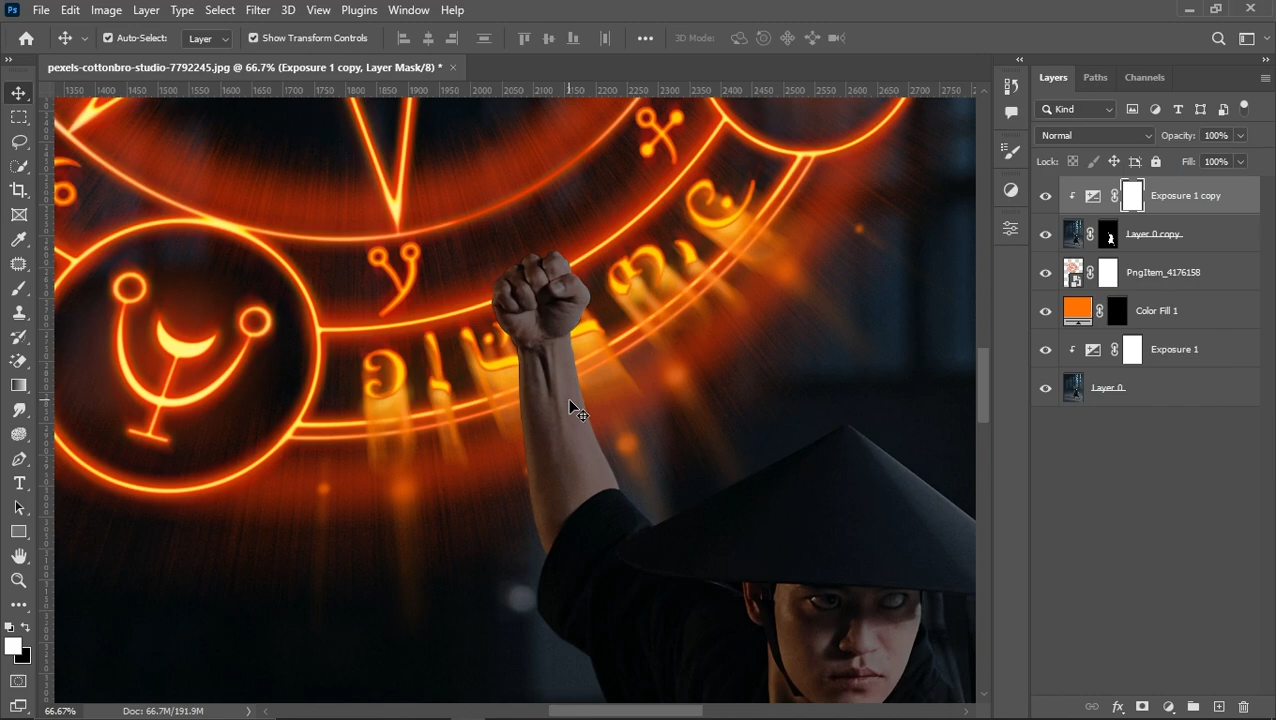 Ps File Edit Image Layer Type Select Filter 3D View Plugins Window Help
Auto-Select: Layer Show Transform Controls 3D Mode:
pexels-cottonbro-studio-7792245.jpg @ 66.7% (Exposure 1 copy, Layer Mask/8) *
1350 1400 1450 1500 1550 1600 1650 1700 1750 1800 1850 1900 1950 2000 2050 2100 2150 2200 2250 2300 2350 2400 2450 2500 2550 2600 2650 2700 2750
Layers Paths Channels
Kind
Normal Opacity: 100%
Lock: Fill: 100%
Exposure 1 copy
Layer 0 copy
PngItem_4176158
Color Fill 1
Exposure 1
Layer 0
66.67% Doc: 66.7M/191.9M